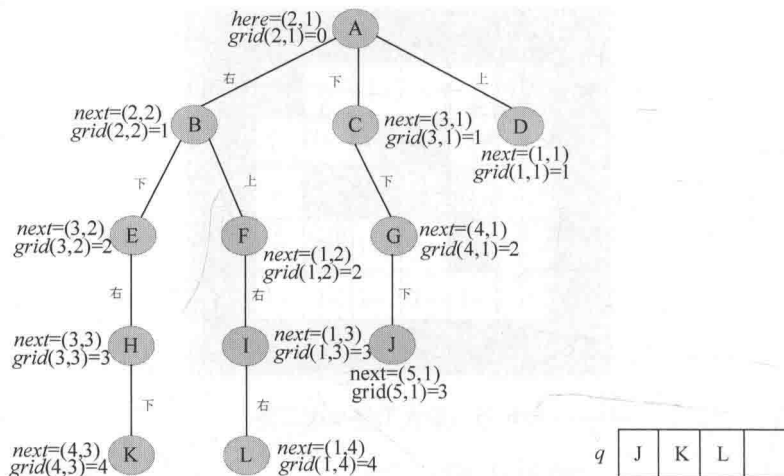 here=(2,1)
grid(2,1)=0
A
右
下
上
next=(2,2)
grid(2,2)=1
B
C
next=(3,1)
grid(3,1)=1
D
next=(1,1)
grid(1,1)=1
下
上
下
next=(3,2)
grid(3,2)=2
E
F
next=(1,2)
grid(1,2)=2
G
next=(4,1)
grid(4,1)=2
右
右
下
H
next=(3,3)
grid(3,3)=3
I
next=(1,3)
grid(1,3)=3
J
next=(5,1)
grid(5,1)=3
下
右
next=(4,3)
grid(4,3)=4
K
L
next=(1,4)
grid(1,4)=4
q J K L